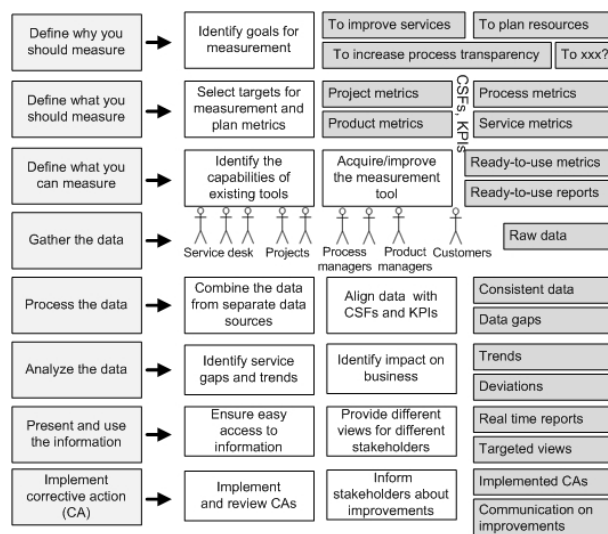 Define why you
should measure
Identify goals for
measurement
To improve services
To plan resources
To increase process transparency
To xxx?
Define what you
should measure
Select targets for
measurement and
plan metrics
Project metrics
Product metrics
CSFs, KPIs
Process metrics
Service metrics
Define what you
can measure
Identify the
capabilities of
existing tools
Acquire/improve
the measurement
tool
Ready-to-use metrics
Ready-to-use reports
Gather the data
Service desk
Projects
Process
managers
Product
managers
Customers
Raw data
Process the data
Combine the data
from separate data
sources
Align data with
CSFs and KPIs
Consistent data
Data gaps
Analyze the data
Identify service
gaps and trends
Identify impact on
business
Trends
Deviations
Present and use
the information
Ensure easy
access to
information
Provide different
views for different
stakeholders
Real time reports
Targeted views
Implement
corrective action
(CA)
Implement
and review CAs
Inform
stakeholders about
improvements
Implemented CAs
Communication on
improvements